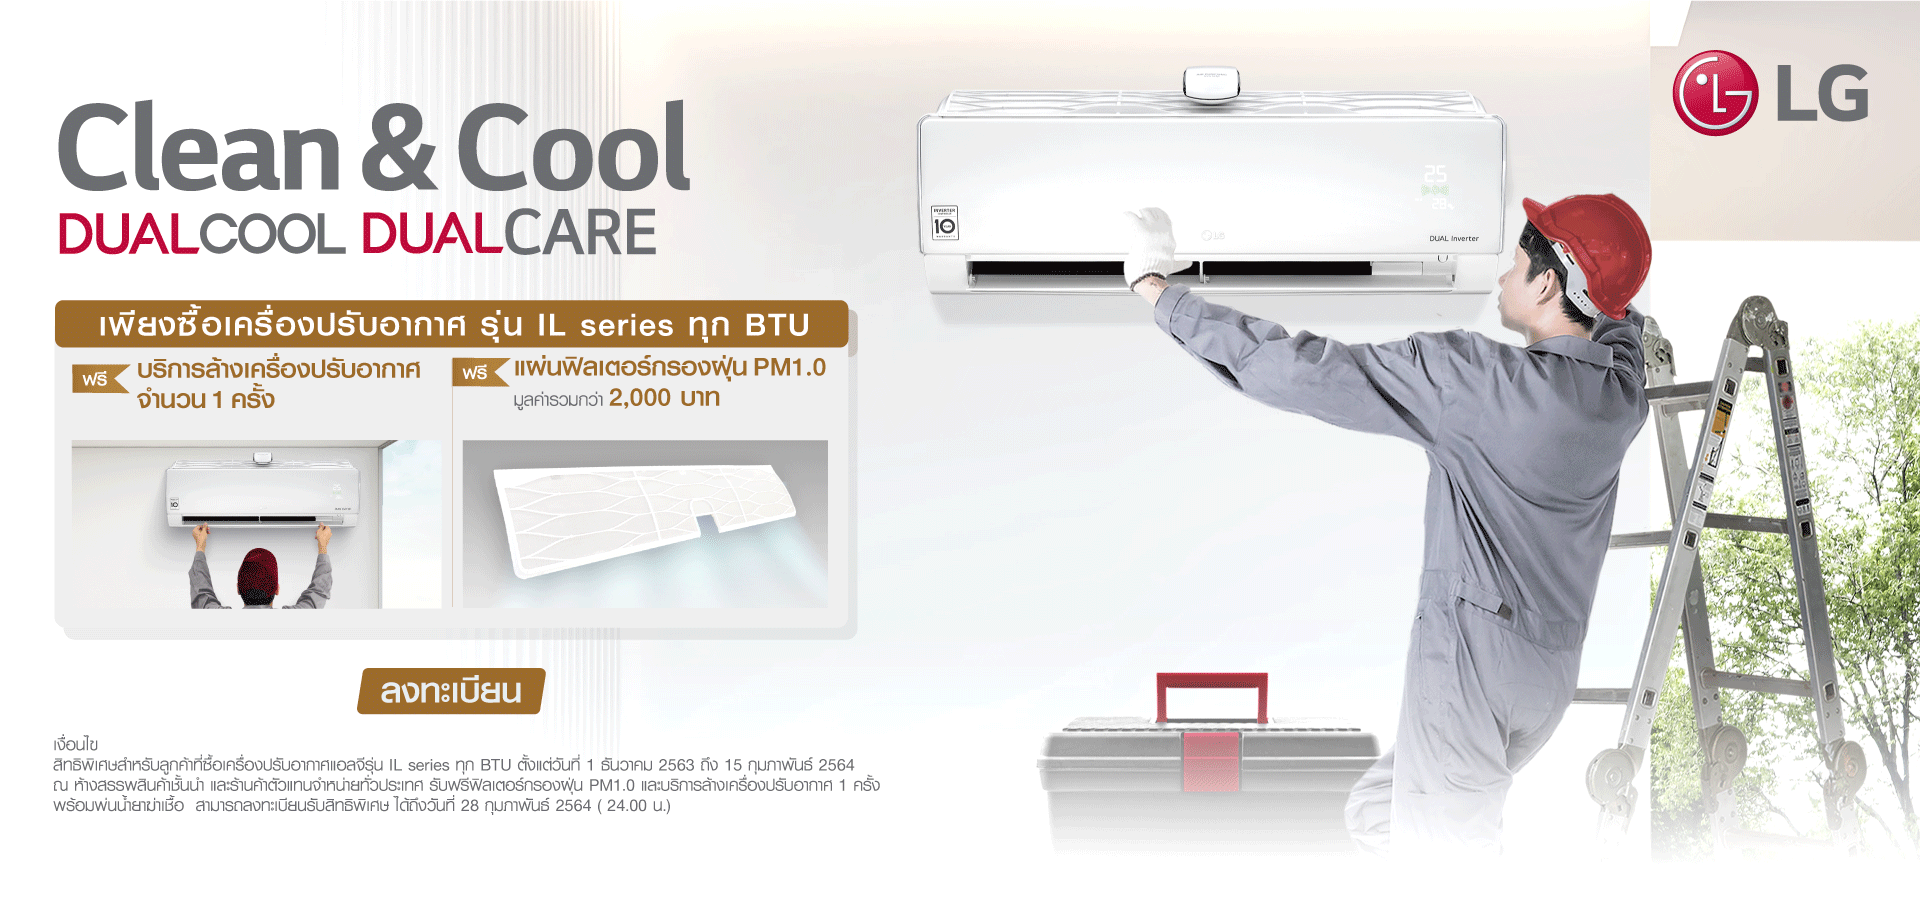 LG
Clean & Cool
DUALCOOL DUALCARE
เพียงซื้อเครื่องปรับอากาศ รุ่น IL series ทุก BTU
ฟรี บริการล้างเครื่องปรับอากาศ
จำนวน 1 ครั้ง
ฟรี แผ่นฟิลเตอร์กรองฝุ่น PM1.0
มูลค่ารวมกว่า 2,000 บาท
ลงทะเบียน
เงื่อนไข
สิทธิพิเศษสำหรับลูกค้าที่ซื้อเครื่องปรับอากาศแอลจีรุ่น IL series ทุก BTU ตั้งแต่วันที่ 1 ธันวาคม 2563 ถึง 15 กุมภาพันธ์ 2564
ณ ห้างสรรพสินค้าชั้นนำ และร้านค้าตัวแทนจำหน่ายทั่วประเทศ รับฟรีฟิลเตอร์กรองฝุ่น PM1.0 และบริการล้างเครื่องปรับอากาศ 1 ครั้ง
พร้อมพ่นน้ำยาฆ่าเชื้อ สามารถลงทะเบียนรับสิทธิพิเศษ ได้ถึงวันที่ 28 กุมภาพันธ์ 2564 ( 24.00 น.)
25
28%
INVERTER
10
LG
DUAL Inverter
10